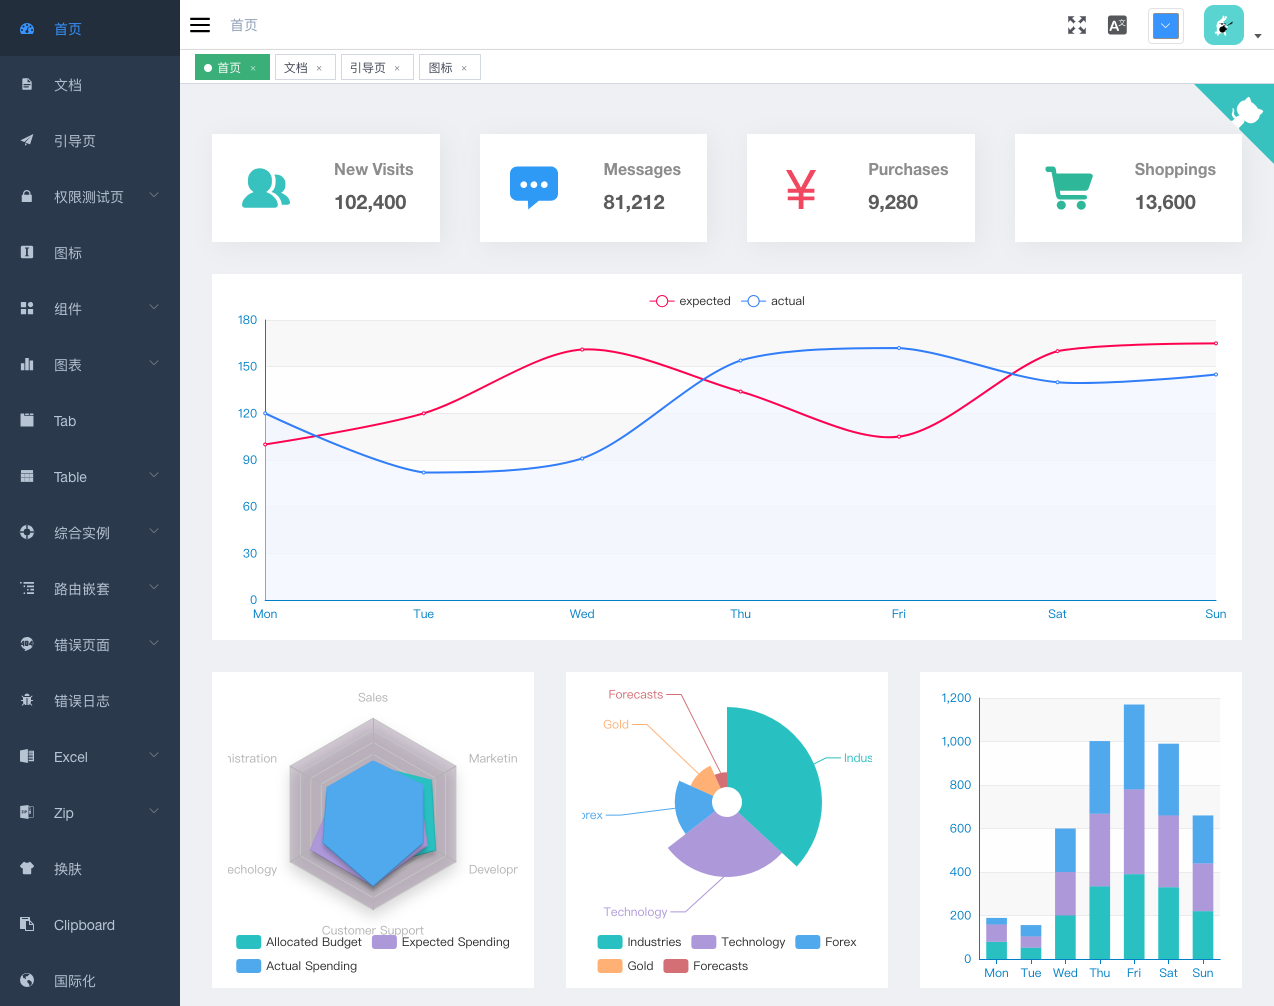 首页
文档
引导页
权限测试页
图标
组件
图表
Tab
Table
综合实例
路由嵌套
错误页面
错误日志
Excel
Zip
换肤
Clipboard
国际化
首页
首页 ×
文档 ×
引导页 ×
图标 ×
New Visits
102,400
Messages
81,212
Purchases
9,280
Shoppings
13,600
expected actual
180
150
120
90
60
30
0
Mon Tue Wed Thu Fri Sat Sun
Sales
nistration
Marketin
echology
Developr
Customer Support
Allocated Budget Expected Spending
Actual Spending
Forecasts
Gold
Indus
orex
Technology
Industries Technology Forex
Gold Forecasts
1,200
1,000
800
600
400
200
0
Mon Tue Wed Thu Fri Sat Sun